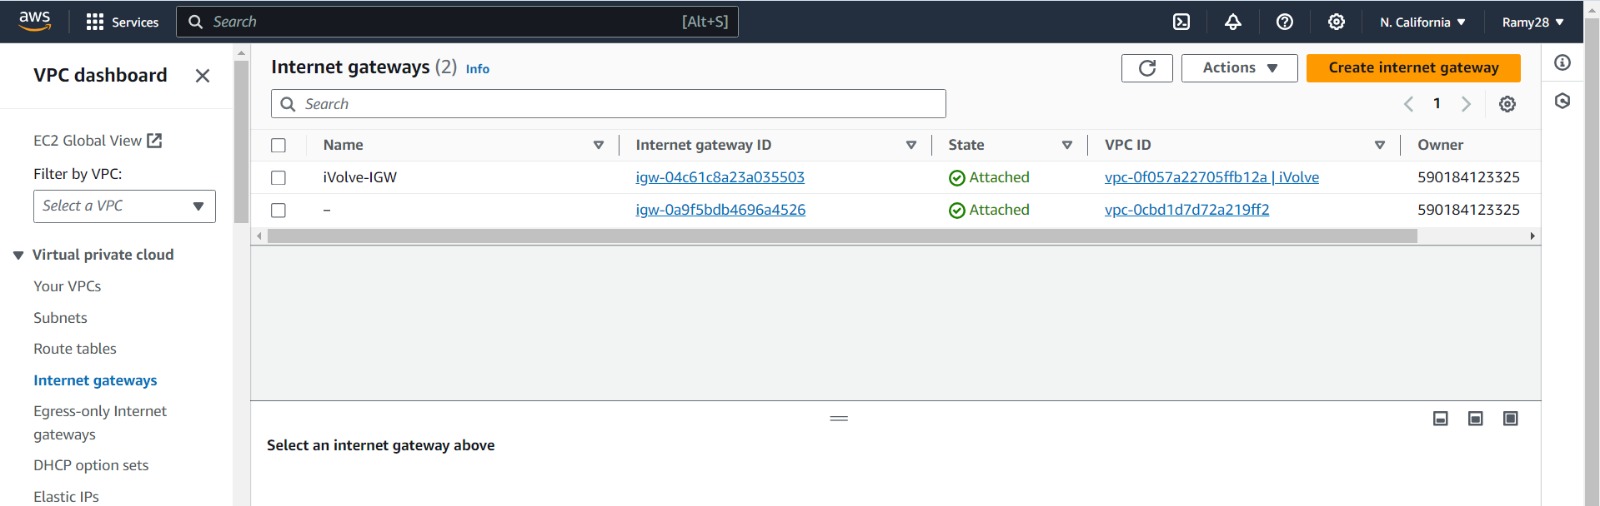 aws Services Search [Alt+S] N. California Ramy28
VPC dashboard
EC2 Global View
Filter by VPC:
Select a VPC
Virtual private cloud
Your VPCs
Subnets
Route tables
Internet gateways
Egress-only Internet
gateways
DHCP option sets
Elastic IPs
Internet gateways (2) Info Actions Create internet gateway
Search 1
Name Internet gateway ID State VPC ID Owner
iVolve-IGW igw-04c61c8a23a035503 Attached vpc-0f057a22705ffb12a | iVolve 590184123325
– igw-0a9f5bdb4696a4526 Attached vpc-0cbd1d7d72a219ff2 590184123325
Select an internet gateway above